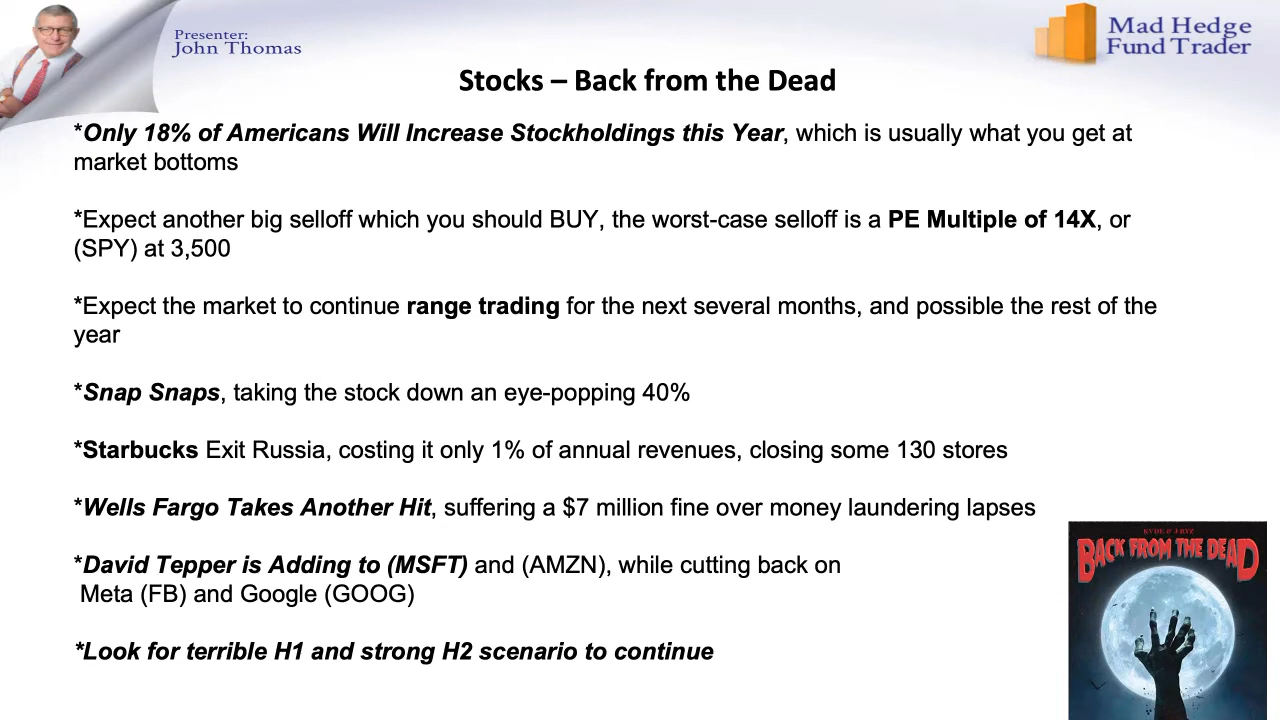 Presenter:
John Thomas
Mad Hedge
Fund Trader
Stocks – Back from the Dead
*Only 18% of Americans Will Increase Stockholdings this Year, which is usually what you get at
market bottoms
*Expect another big selloff which you should BUY, the worst-case selloff is a PE Multiple of 14X, or
(SPY) at 3,500
*Expect the market to continue range trading for the next several months, and possible the rest of the
year
*Snap Snaps, taking the stock down an eye-popping 40%
*Starbucks Exit Russia, costing it only 1% of annual revenues, closing some 130 stores
*Wells Fargo Takes Another Hit, suffering a $7 million fine over money laundering lapses
*David Tepper is Adding to (MSFT) and (AMZN), while cutting back on
Meta (FB) and Google (GOOG)
*Look for terrible H1 and strong H2 scenario to continue
BACK FROM THE DEAD